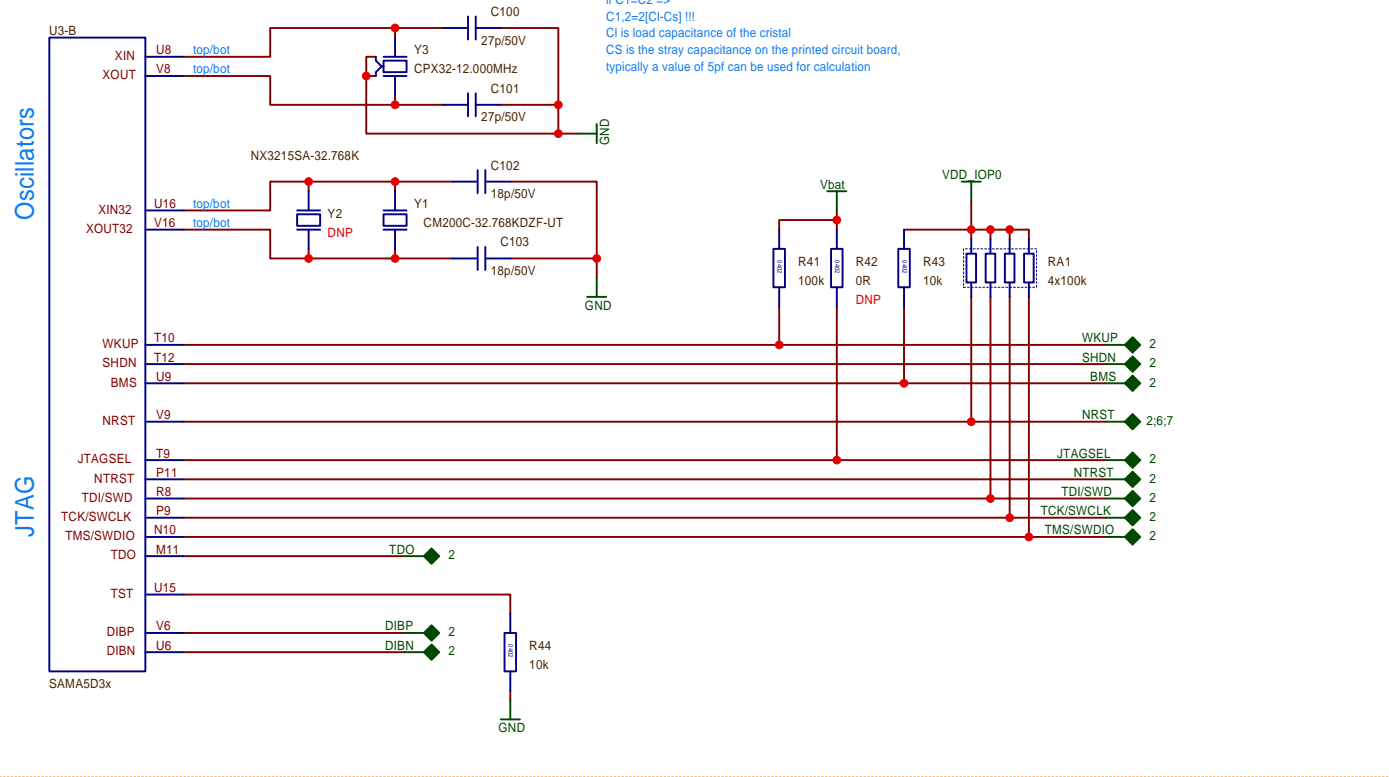 if C1=C2 =>
C1,2=2[Cl-Cs] !!!
Cl is load capacitance of the cristal
CS is the stray capacitance on the printed circuit board,
typically a value of 5pf can be used for calculation
U3-B
Oscillators
JTAG
XIN U8 top/bot
XOUT V8 top/bot
C100
27p/50V
Y3
CPX32-12.000MHz
C101
27p/50V
GND
NX3215SA-32.768K
XIN32 U16 top/bot
XOUT32 V16 top/bot
C102
18p/50V
Y2
DNP
Y1
CM200C-32.768KDZF-UT
C103
18p/50V
GND
Vbat
VDD_IOP0
0402
R41
100k
0402
R42
0R
DNP
0402
R43
10k
RA1
4x100k
WKUP T10 WKUP 2
SHDN T12 SHDN 2
BMS U9 BMS 2
NRST V9 NRST 2;6;7
JTAGSEL T9 JTAGSEL 2
NTRST P11 NTRST 2
TDI/SWD R8 TDI/SWD 2
TCK/SWCLK P9 TCK/SWCLK 2
TMS/SWDIO N10 TMS/SWDIO 2
TDO M11 TDO 2
TST U15
DIBP V6 DIBP 2
DIBN U6 DIBN 2
0402
R44
10k
GND
SAMA5D3x